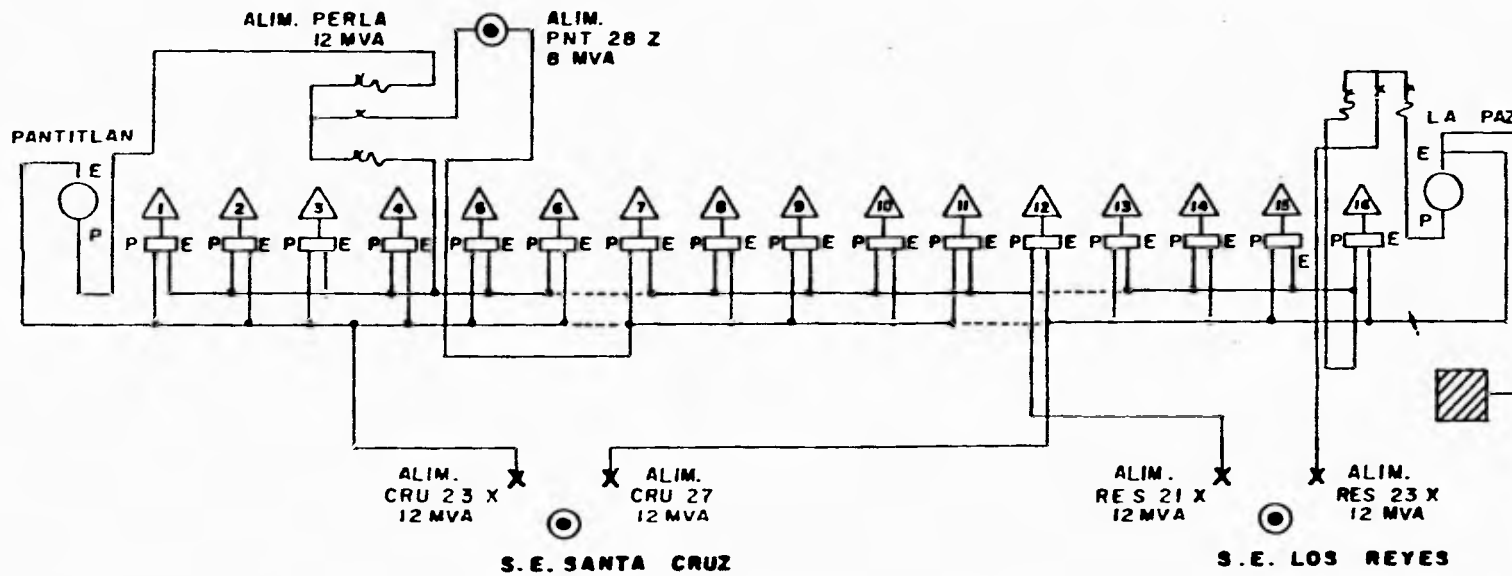 ALIM. PERLA
12 MVA
ALIM.
PNT 28 Z
8 MVA
PANTITLAN
E
P
LA PAZ
E
P
1 2 3 4 5 6 7 8 9 10 11 12 13 14 15 16
P E P E P E P E P E P E P E P E P E P E P E P E P E P E P E P E
ALIM.
CRU 23 X
12 MVA
ALIM.
CRU 27
12 MVA
S.E. SANTA CRUZ
ALIM.
RES 21 X
12 MVA
ALIM.
RES 23 X
12 MVA
S.E. LOS REYES